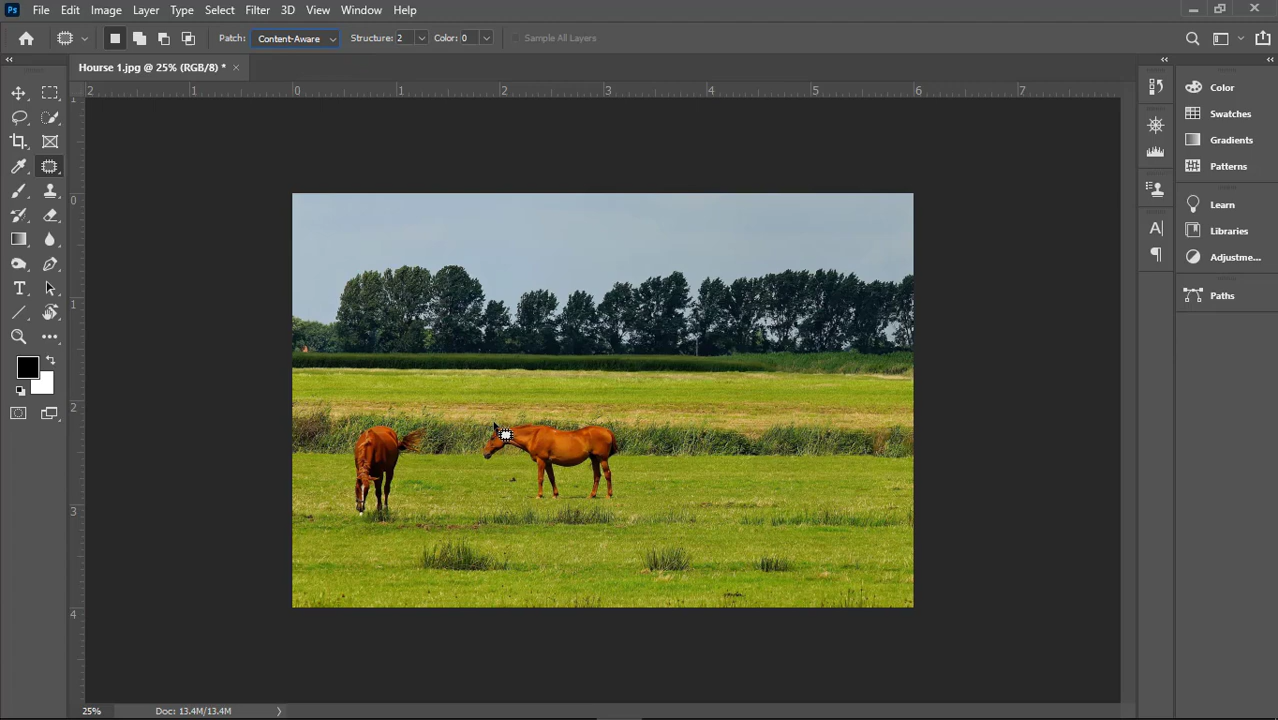 Ps File Edit Image Layer Type Select Filter 3D View Window Help
Patch: Content-Aware Structure: 2 Color: 0 Sample All Layers
Hourse 1.jpg @ 25% (RGB/8) * ×
2 1 0 1 2 3 4 5 6 7
1
0
1
2
3
4
T
A
Color
Swatches
Gradients
Patterns
Learn
Libraries
Adjustme...
Paths
25% Doc: 13.4M/13.4M